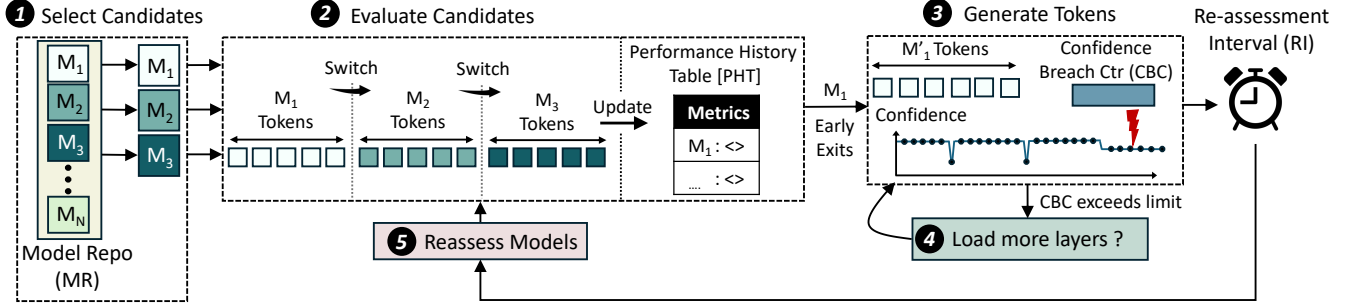 1 Select Candidates
M1
M2
M3
MN
Model Repo
(MR)
M1
M2
M3
2 Evaluate Candidates
Switch
Switch
M1
Tokens
M2
Tokens
M3
Tokens
Update
Performance History
Table [PHT]
Metrics
M1 : <>
.... : <>
M1
Early
Exits
3 Generate Tokens
M'1 Tokens
Confidence
Breach Ctr (CBC)
Confidence
CBC exceeds limit
4 Load more layers ?
Re-assessment
Interval (RI)
5 Reassess Models